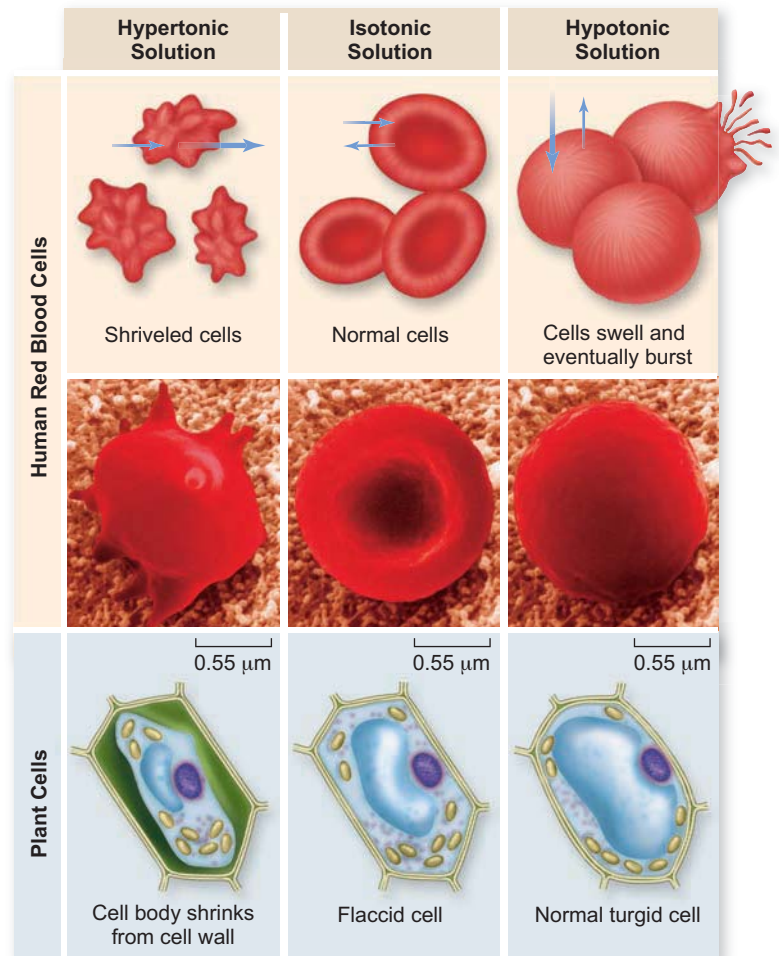 Hypertonic
Solution
Isotonic
Solution
Hypotonic
Solution
Human Red Blood Cells
Shriveled cells
Normal cells
Cells swell and
eventually burst
0.55 μm
0.55 μm
0.55 μm
Plant Cells
Cell body shrinks
from cell wall
Flaccid cell
Normal turgid cell